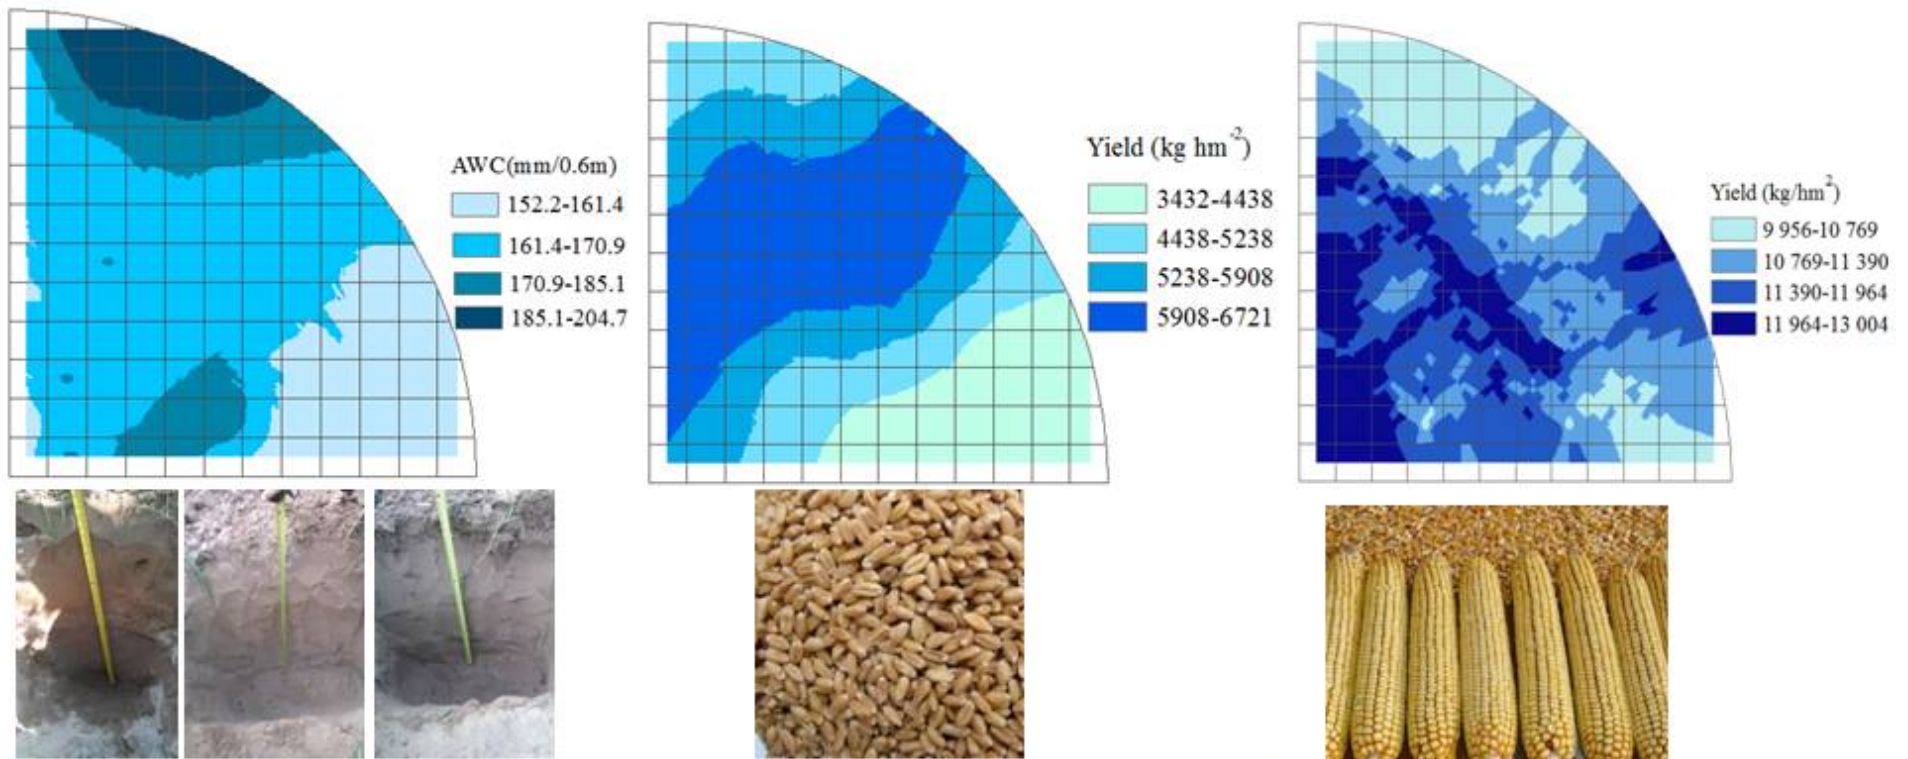 AWC(mm/0.6m)
152.2-161.4
161.4-170.9
170.9-185.1
185.1-204.7
Yield (kg hm⁻²)
3432-4438
4438-5238
5238-5908
5908-6721
Yield (kg/hm²)
9 956-10 769
10 769-11 390
11 390-11 964
11 964-13 004